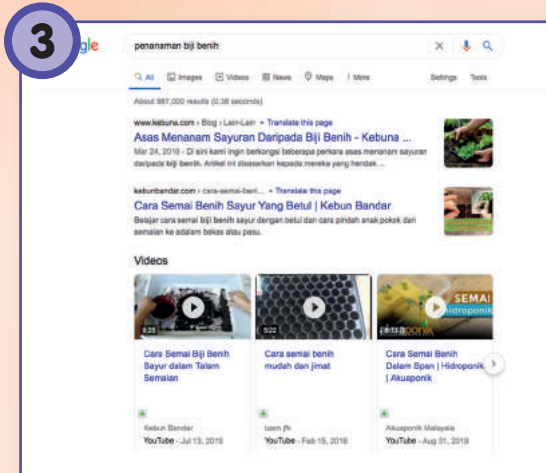 3
gle
penanaman biji benih
All Images Videos News Maps More Settings Tools
About 887,000 results (0.38 seconds)
www.kebuna.com › Blog › Lain-Lain Translate this page
Asas Menanam Sayuran Daripada Biji Benih - Kebuna ...
Mar 24, 2018 - Di sini kami ingin berkongsi beberapa perkara asas menanam sayuran
daripada biji benih. Artikel ini disasarkan kepada mereka yang hendak ...
kebunbandar.com › cara-semai-beni... Translate this page
Cara Semai Benih Sayur Yang Betul | Kebun Bandar
Belajar cara semai biji benih sayur dengan betul dan cara pindah anak pokok dari
semaian ke adalam bekas atau pasu.
Videos
SEMAI
hidroponik
5:22
Cara Semai Biji Benih
Sayur dalam Talam
Semaian
Kebun Bandar
YouTube - Jul 13, 2018
Cara semai benih
mudah dan jimat
YouTube - Feb 15, 2016
Cara Semai Benih
Dalam Span | Hidroponik
| Akuaponik
Akuaponik Malaysia
YouTube - Aug 31, 2019